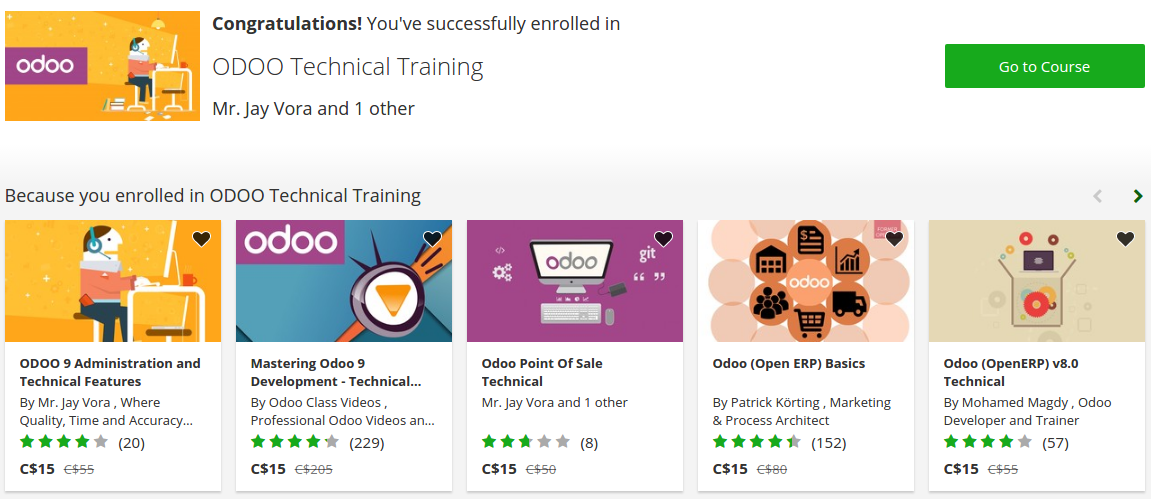 Congratulations! You've successfully enrolled in
odoo
ODOO Technical Training
Go to Course
Mr. Jay Vora and 1 other
Because you enrolled in ODOO Technical Training
odoo
git
odoo
odoo
ODOO 9 Administration and
Technical Features
By Mr. Jay Vora , Where
Quality, Time and Accuracy...
(20)
C$15 C$55
Mastering Odoo 9
Development - Technical...
By Odoo Class Videos ,
Professional Odoo Videos an...
(229)
C$15 C$205
Odoo Point Of Sale
Technical
Mr. Jay Vora and 1 other
(8)
C$15 C$50
Odoo (Open ERP) Basics
By Patrick Körting , Marketing
& Process Architect
(152)
C$15 C$80
Odoo (OpenERP) v8.0
Technical
By Mohamed Magdy , Odoo
Developer and Trainer
(57)
C$15 C$55